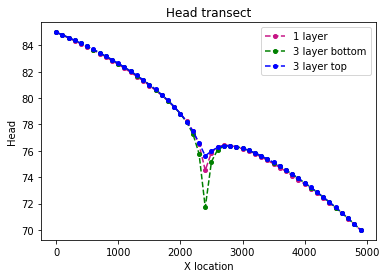 Head transect
1 layer
3 layer bottom
3 layer top
Head
84
82
80
78
76
74
72
70
0
1000
2000
3000
4000
5000
X location